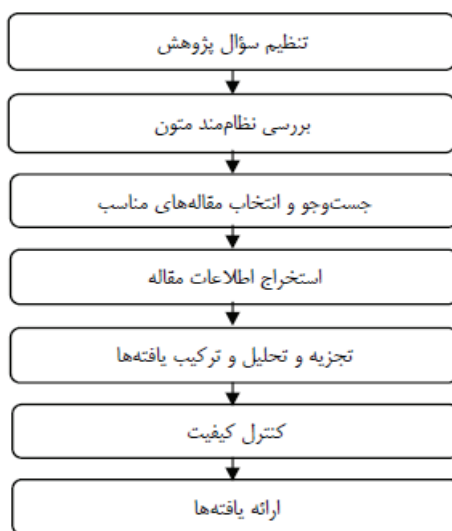 تنظیم سؤال پژوهش
بررسی نظام‌مند متون
جست‌وجو و انتخاب مقاله‌های مناسب
استخراج اطلاعات مقاله
تجزیه و تحلیل و ترکیب یافته‌ها
کنترل کیفیت
ارائه یافته‌ها